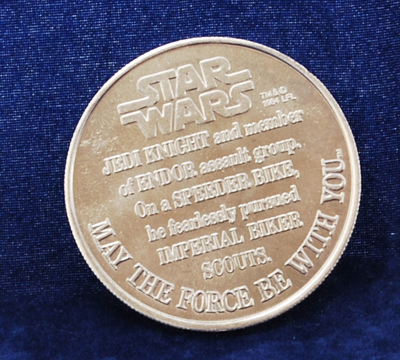 STAR
WARS
TM & ©
1984 LFL
JEDI KNIGHT and member
of ENDOR assault group.
On a SPEEDER BIKE,
he fearlessly pursued
IMPERIAL BIKER
SCOUTS.
MAY THE FORCE BE WITH YOU.